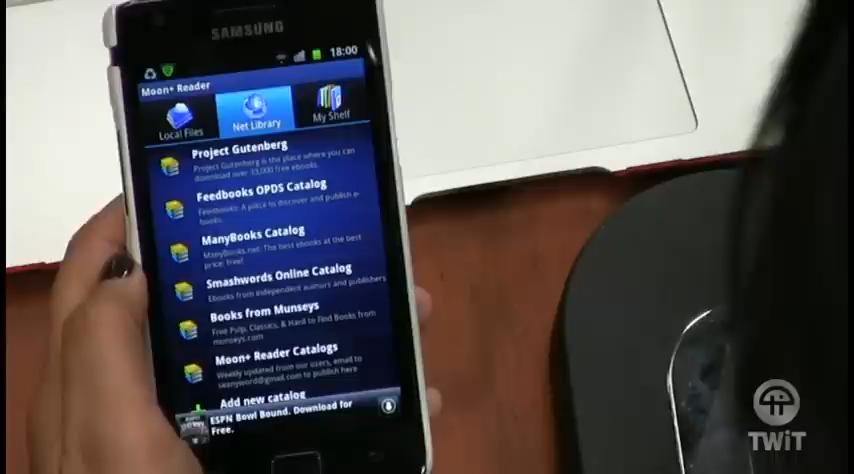 SAMSUNG
18:00
Moon+ Reader
Local Files
Net Library
My Shelf
Project Gutenberg
Project Gutenberg is the place where you can
download over 33,000 free ebooks.
Feedbooks OPDS Catalog
Feedbooks: A place to discover and publish e-
books.
ManyBooks Catalog
ManyBooks.net: The best ebooks at the best
price: free!
Smashwords Online Catalog
Ebooks from independent authors and publishers
Books from Munseys
Free Pulp, Classics, & Hard to Find Books from
munseys.com
Moon+ Reader Catalogs
Weekly updated from our users, email to
seanyword@gmail.com to publish here
Add new catalog
ESPN Bowl Bound. Download for
Free.
TWiT